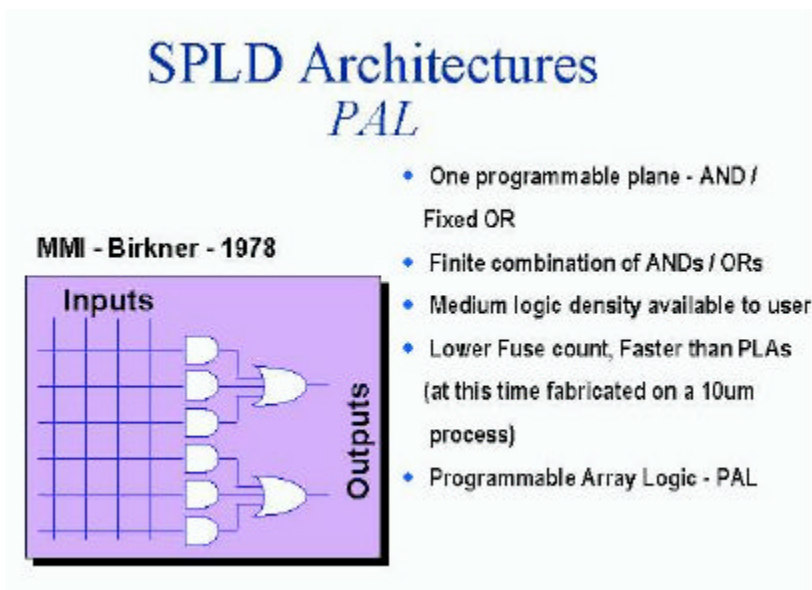 SPLD Architectures
PAL
MMI - Birkner - 1978
Inputs
Outputs
One programmable plane - AND /
Fixed OR
Finite combination of ANDs / ORs
Medium logic density available to user
Lower Fuse count, Faster than PLAs
(at this time fabricated on a 10um
process)
Programmable Array Logic - PAL